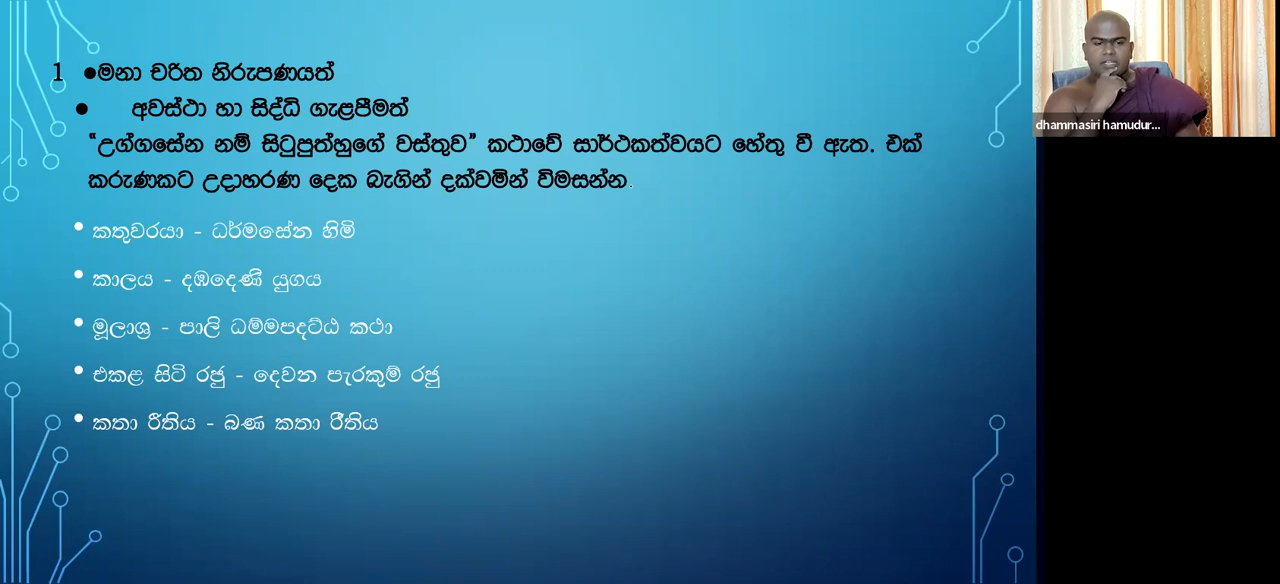 1 ●මනා චරිත නිරුපණයත්
● අවස්ථා හා සිද්ධි ගැළපීමත්
“උග්ගසේන නම් සිටුපුත්හුගේ වස්තුව” කථාවේ සාර්ථකත්වයට හේතු වී ඇත. එක්
කරුණකට උදාහරණ දෙක බැගින් දක්වමින් විමසන්න.
• කතුවරයා - ධර්මසේන හිමි
• කාලය - දඹදෙණි යුගය
• මූලාශ්‍ර - පාලි ධම්මපදට්ඨ කථා
• එකළ සිටි රජු - දෙවන පැරකුම් රජු
• කතා රීතිය - බණ කතා රීතිය
dhammasiri hamudur...